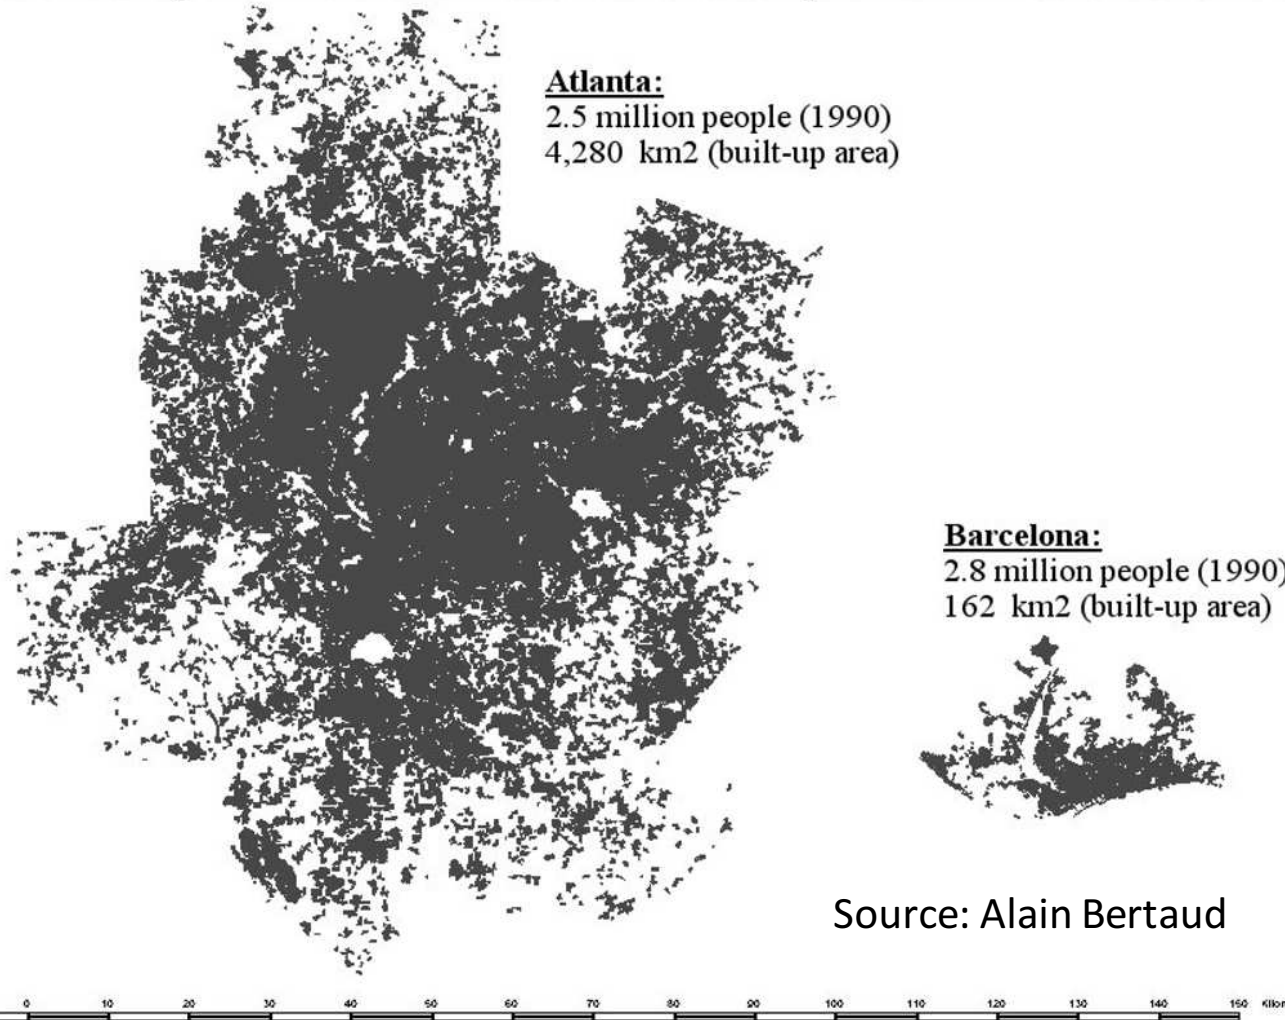 Atlanta:
2.5 million people (1990)
4,280 km2 (built-up area)
Barcelona:
2.8 million people (1990)
162 km2 (built-up area)
Source: Alain Bertaud
0 10 20 30 40 50 60 70 80 90 100 110 120 130 140 150